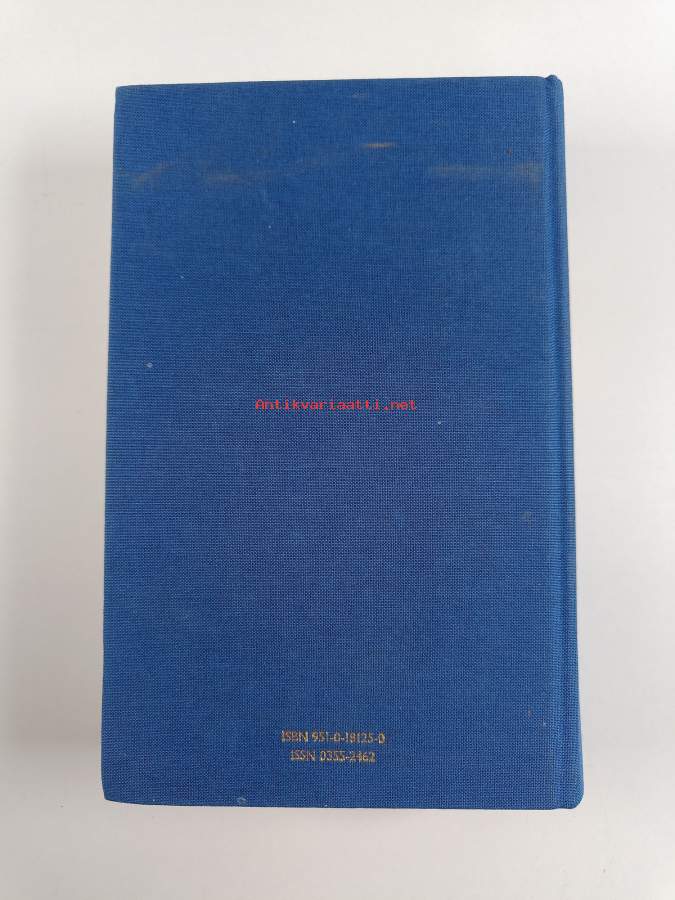 Antikvariaatti.net
ISBN 951-0-18125-0
ISSN 0355-2462